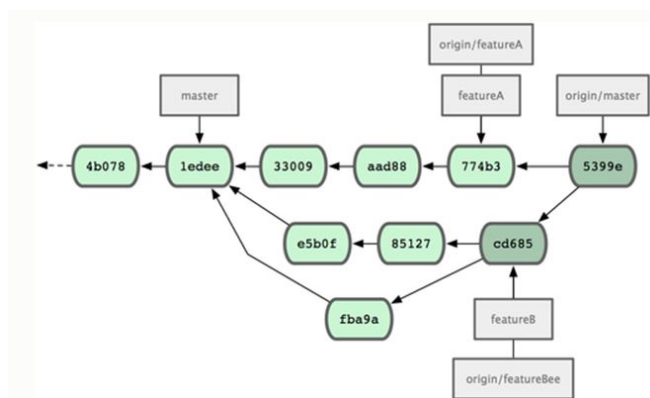 origin/featureA
master
featureA
origin/master
4b078
1edee
33009
aad88
774b3
5399e
e5b0f
85127
cd685
fba9a
featureB
origin/featureBee